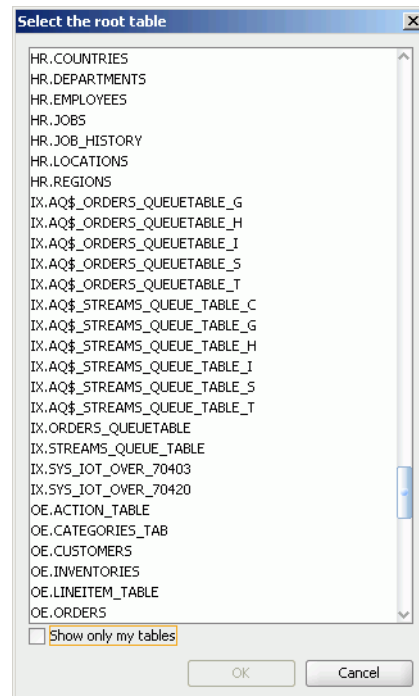 Select the root table
HR.COUNTRIES
HR.DEPARTMENTS
HR.EMPLOYEES
HR.JOBS
HR.JOB_HISTORY
HR.LOCATIONS
HR.REGIONS
IX.AQ$_ORDERS_QUEUETABLE_G
IX.AQ$_ORDERS_QUEUETABLE_H
IX.AQ$_ORDERS_QUEUETABLE_I
IX.AQ$_ORDERS_QUEUETABLE_S
IX.AQ$_ORDERS_QUEUETABLE_T
IX.AQ$_STREAMS_QUEUE_TABLE_C
IX.AQ$_STREAMS_QUEUE_TABLE_G
IX.AQ$_STREAMS_QUEUE_TABLE_H
IX.AQ$_STREAMS_QUEUE_TABLE_I
IX.AQ$_STREAMS_QUEUE_TABLE_S
IX.AQ$_STREAMS_QUEUE_TABLE_T
IX.ORDERS_QUEUETABLE
IX.STREAMS_QUEUE_TABLE
IX.SYS_IOT_OVER_70403
IX.SYS_IOT_OVER_70420
OE.ACTION_TABLE
OE.CATEGORIES_TAB
OE.CUSTOMERS
OE.INVENTORIES
OE.LINEITEM_TABLE
OE.ORDERS
Show only my tables
OK Cancel